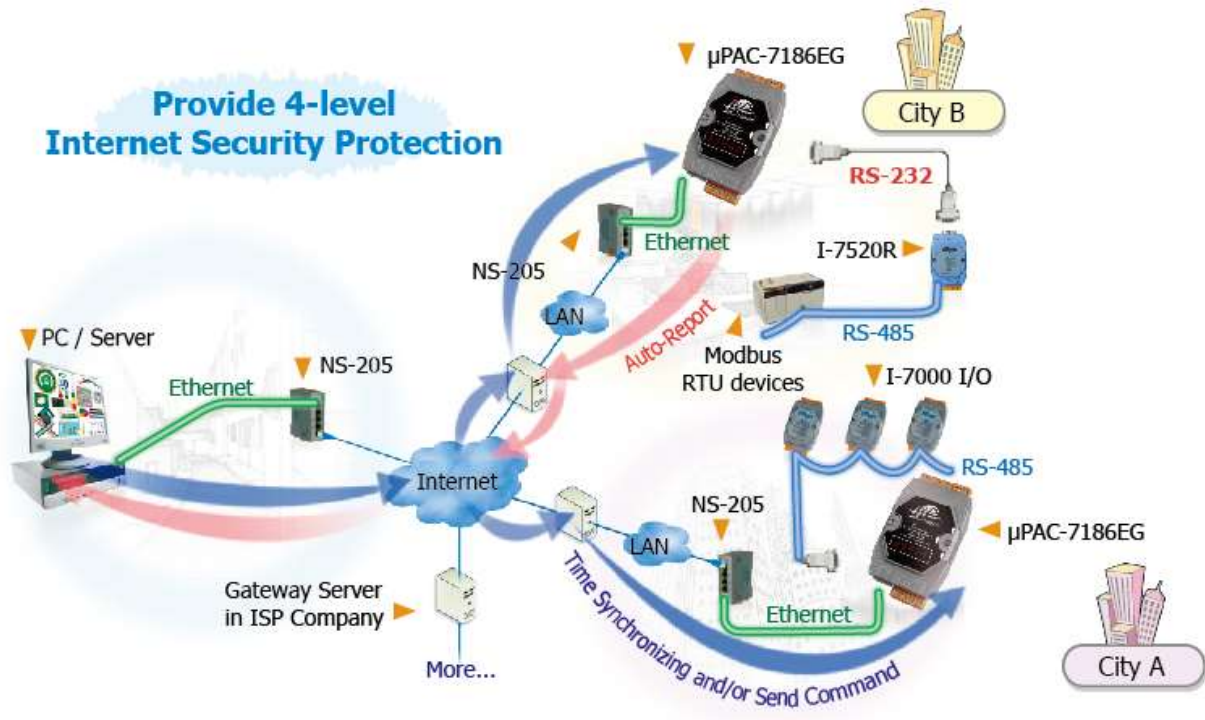 Provide 4-level
Internet Security Protection
µPAC-7186EG
City B
RS-232
Ethernet
NS-205
I-7520R
LAN
RS-485
Auto-Report
Modbus
RTU devices
PC / Server
NS-205
Ethernet
I-7000 I/O
RS-485
Internet
NS-205
LAN
µPAC-7186EG
Gateway Server
in ISP Company
Ethernet
Time Synchronizing and/or Send Command
More...
City A